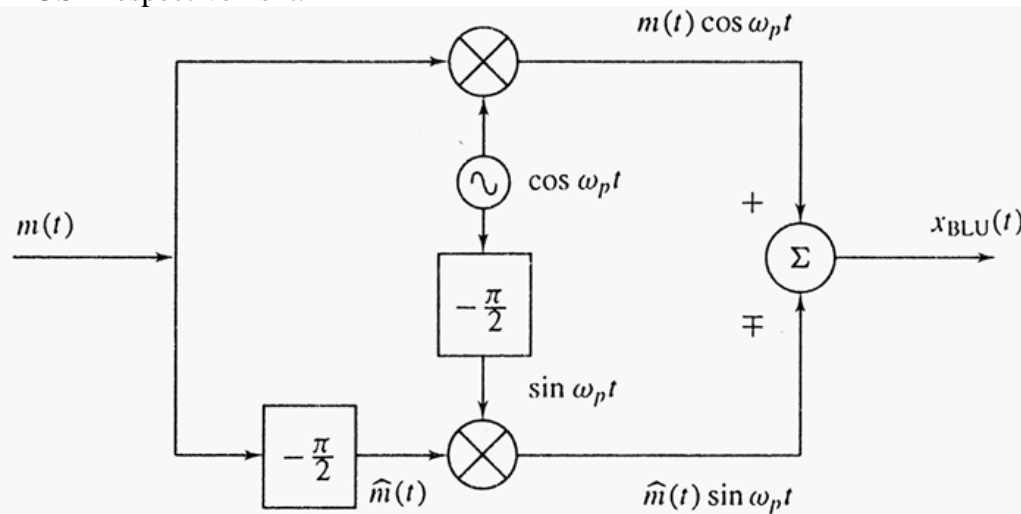 m(t) cos ω_p t
cos ω_p t
m(t)
+
x_BLU(t)
Σ
−π/2
∓
sin ω_p t
−π/2
m̂(t)
m̂(t) sin ω_p t